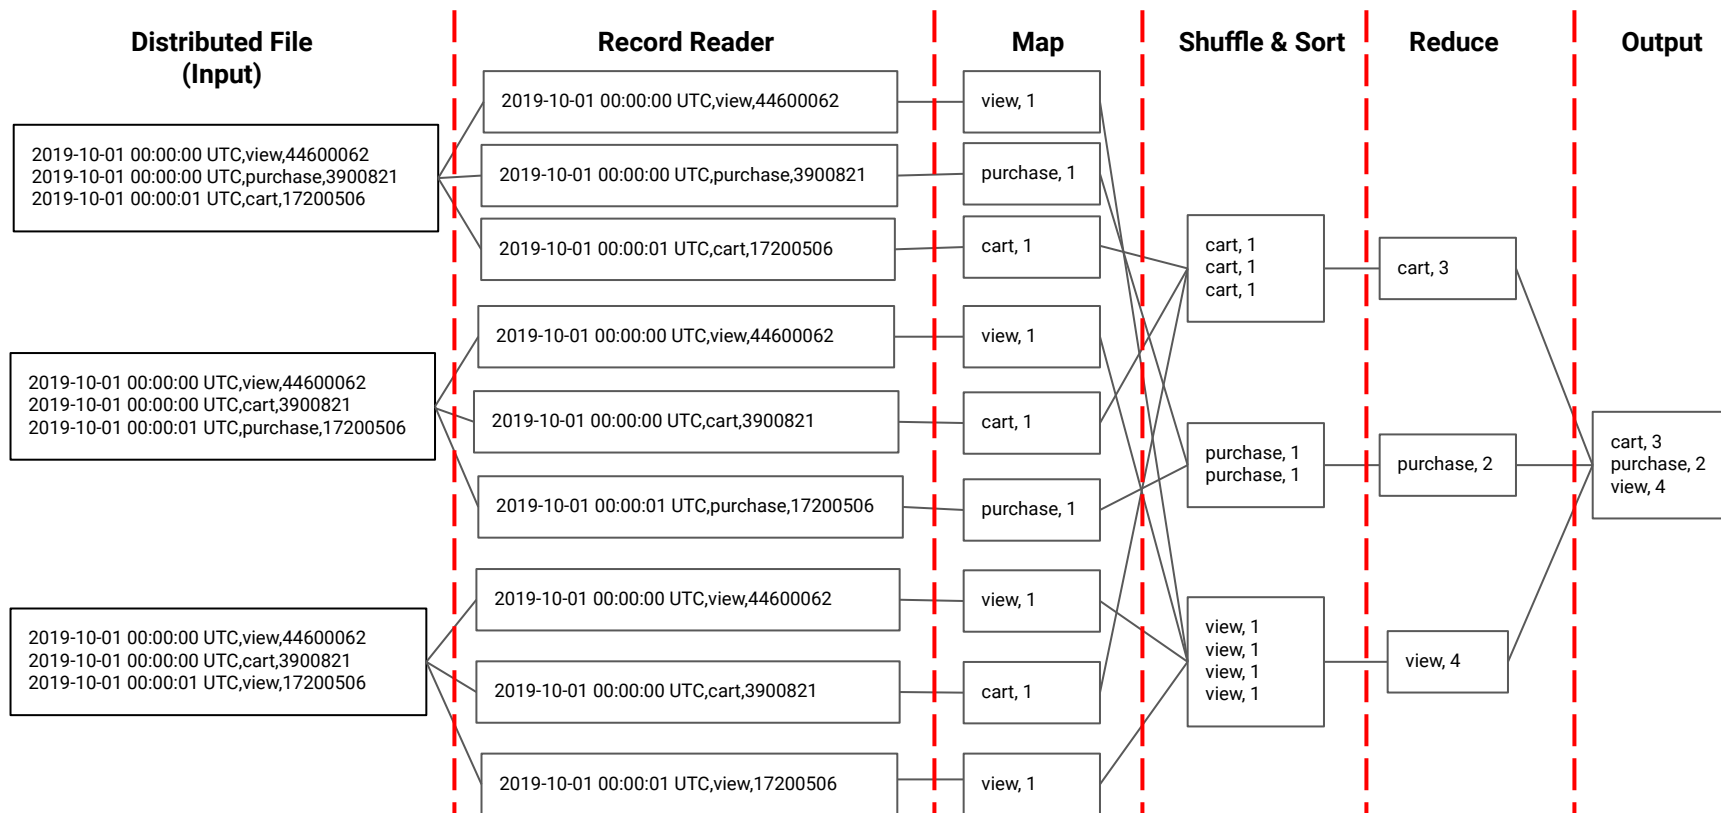 Distributed File
(Input)
Record Reader
Map
Shuffle & Sort
Reduce
Output
2019-10-01 00:00:00 UTC,view,44600062
2019-10-01 00:00:00 UTC,purchase,3900821
2019-10-01 00:00:01 UTC,cart,17200506
2019-10-01 00:00:00 UTC,view,44600062
2019-10-01 00:00:00 UTC,cart,3900821
2019-10-01 00:00:01 UTC,purchase,17200506
2019-10-01 00:00:00 UTC,view,44600062
2019-10-01 00:00:00 UTC,cart,3900821
2019-10-01 00:00:01 UTC,view,17200506
2019-10-01 00:00:00 UTC,view,44600062
2019-10-01 00:00:00 UTC,purchase,3900821
2019-10-01 00:00:01 UTC,cart,17200506
2019-10-01 00:00:00 UTC,view,44600062
2019-10-01 00:00:00 UTC,cart,3900821
2019-10-01 00:00:01 UTC,purchase,17200506
2019-10-01 00:00:00 UTC,view,44600062
2019-10-01 00:00:00 UTC,cart,3900821
2019-10-01 00:00:01 UTC,view,17200506
view, 1
purchase, 1
cart, 1
view, 1
cart, 1
purchase, 1
view, 1
cart, 1
view, 1
cart, 1
cart, 1
cart, 1
purchase, 1
purchase, 1
view, 1
view, 1
view, 1
view, 1
cart, 3
purchase, 2
view, 4
cart, 3
purchase, 2
view, 4